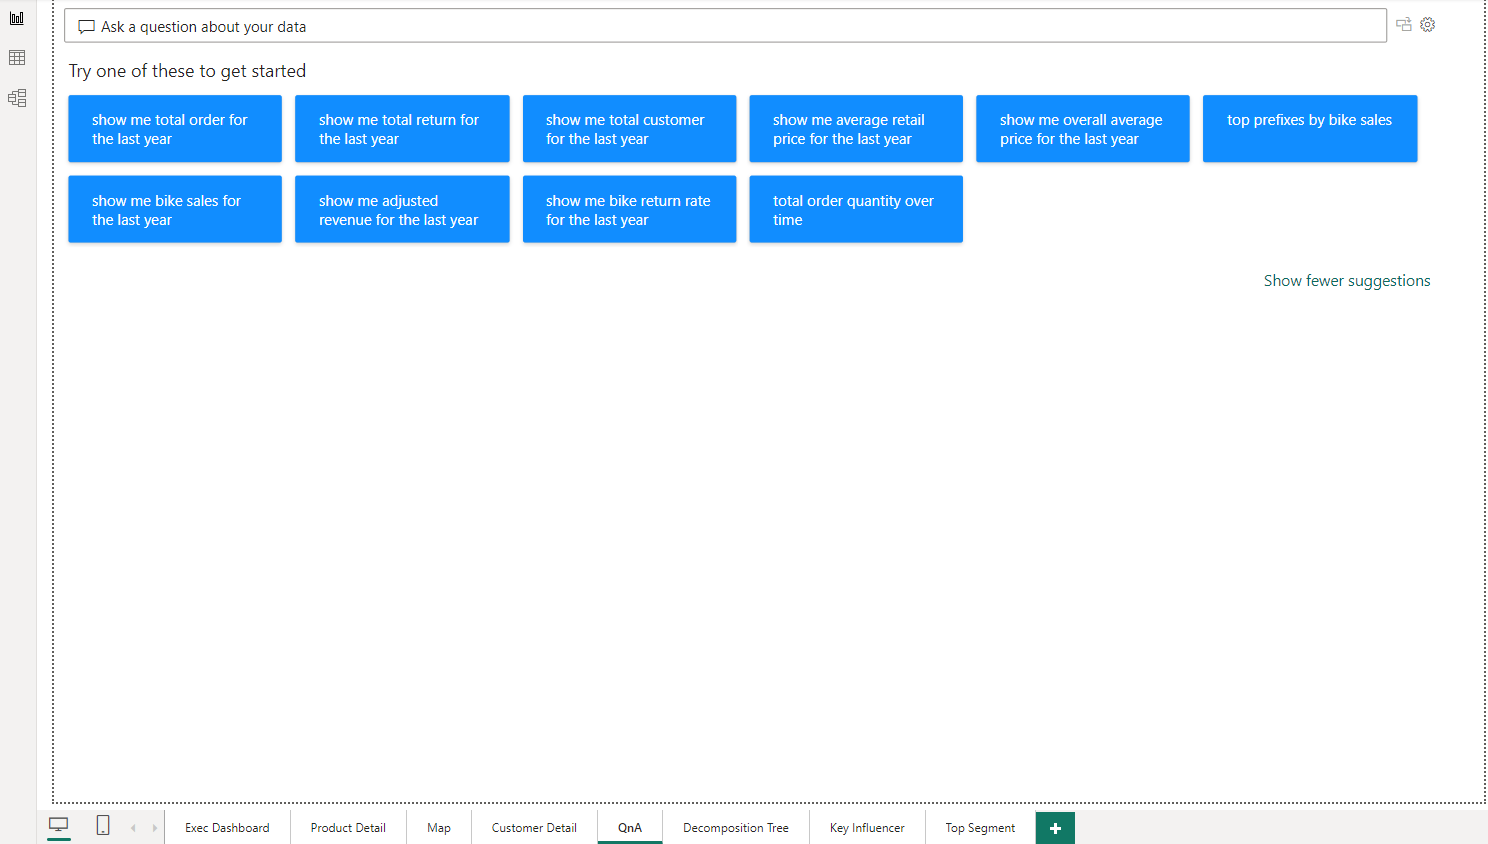 Ask a question about your data
Try one of these to get started
show me total order for
the last year
show me total return for
the last year
show me total customer
for the last year
show me average retail
price for the last year
show me overall average
price for the last year
top prefixes by bike sales
show me bike sales for
the last year
show me adjusted
revenue for the last year
show me bike return rate
for the last year
total order quantity over
time
Show fewer suggestions
Exec Dashboard
Product Detail
Map
Customer Detail
QnA
Decomposition Tree
Key Influencer
Top Segment